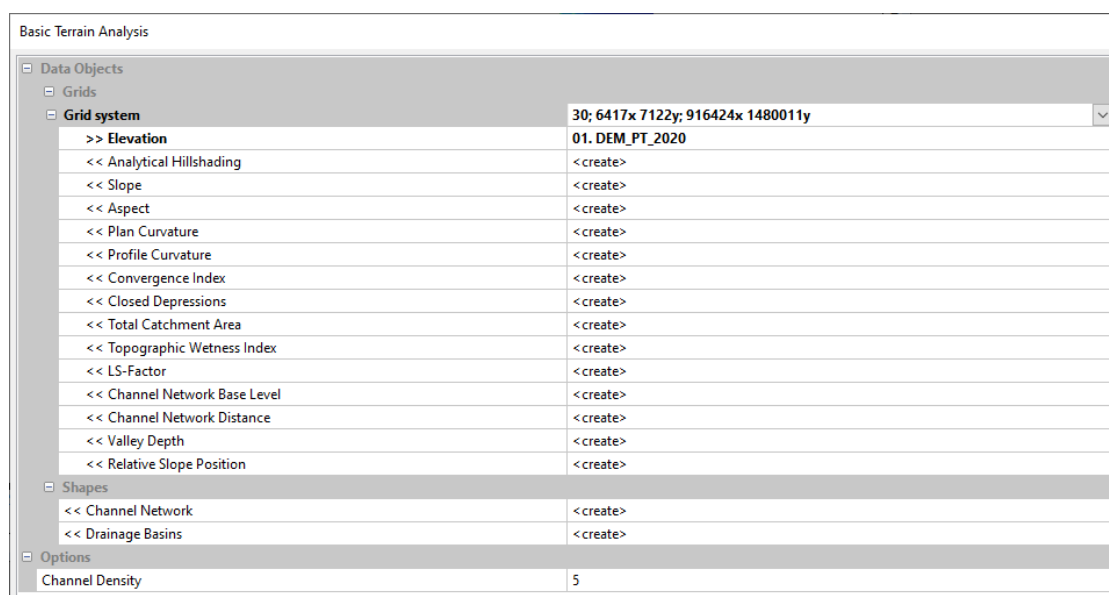 Basic Terrain Analysis
Data Objects
Grids
Grid system 30; 6417x 7122y; 916424x 1480011y
>> Elevation 01. DEM_PT_2020
<< Analytical Hillshading <create>
<< Slope <create>
<< Aspect <create>
<< Plan Curvature <create>
<< Profile Curvature <create>
<< Convergence Index <create>
<< Closed Depressions <create>
<< Total Catchment Area <create>
<< Topographic Wetness Index <create>
<< LS-Factor <create>
<< Channel Network Base Level <create>
<< Channel Network Distance <create>
<< Valley Depth <create>
<< Relative Slope Position <create>
Shapes
<< Channel Network <create>
<< Drainage Basins <create>
Options
Channel Density 5